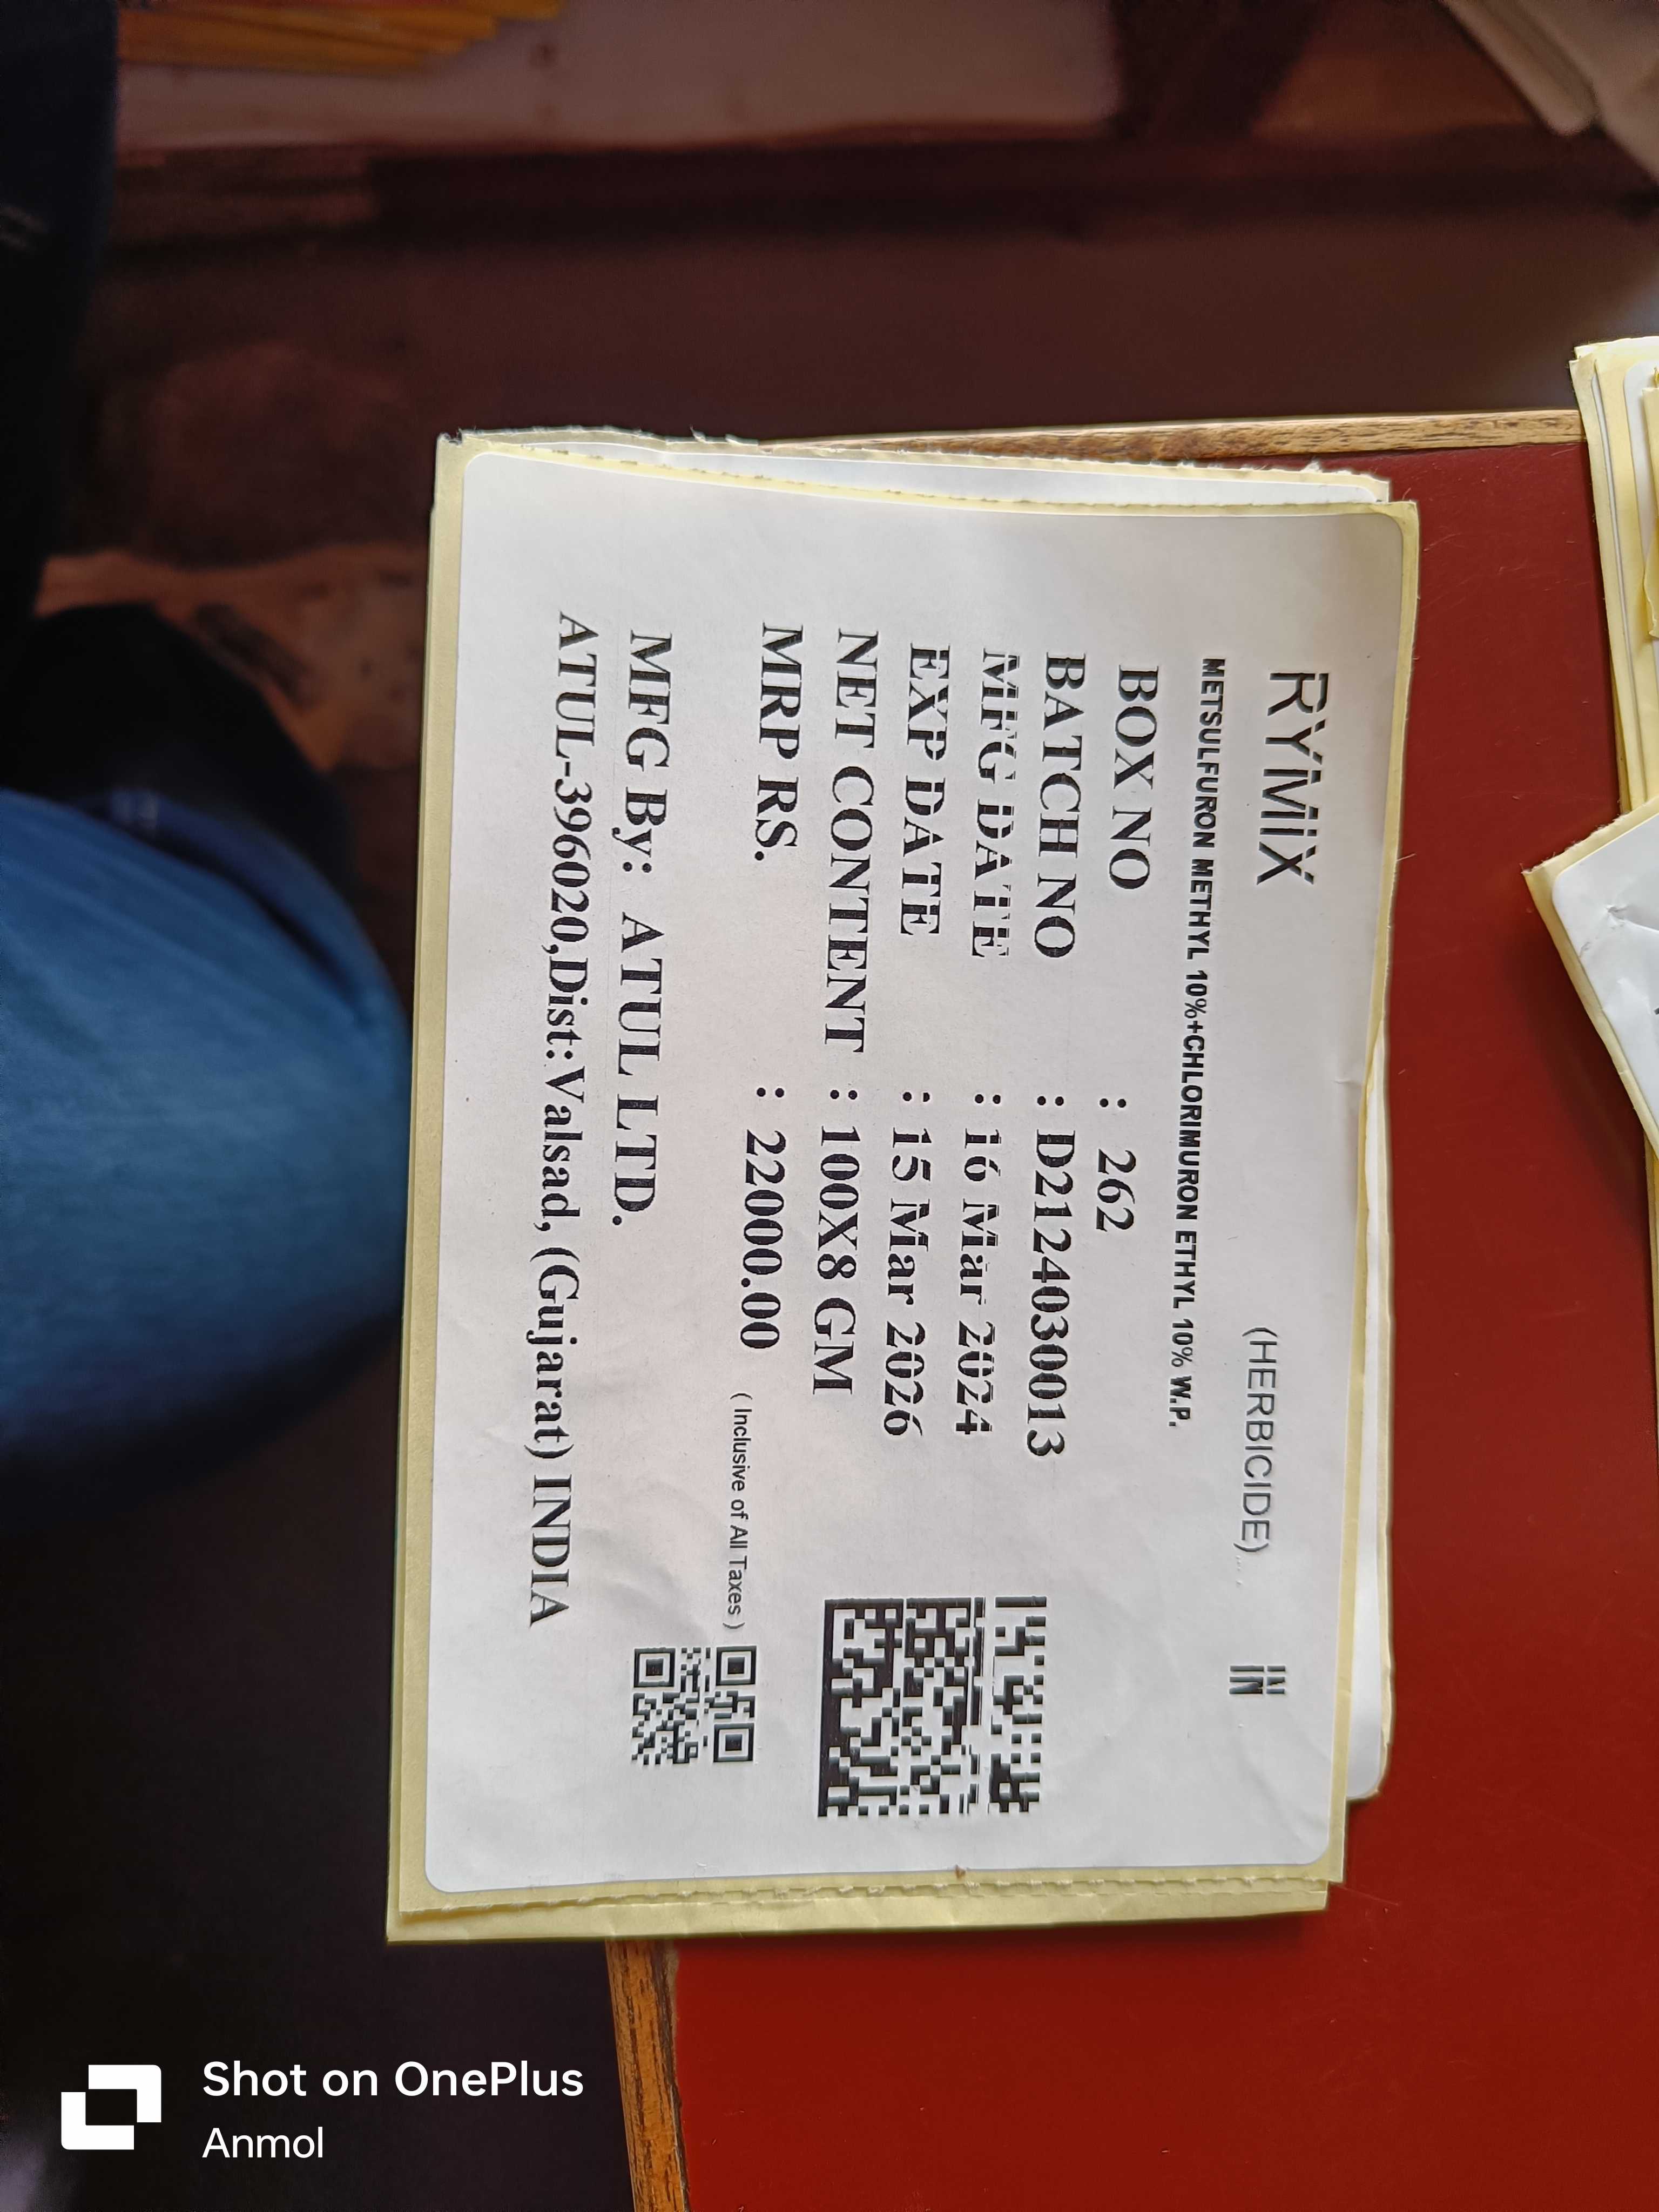 RYMIX (HERBICIDE) IN
METSULFURON METHYL 10%+CHLORIMURON ETHYL 10% W.P.
BOX NO : 262
BATCH NO : D2124030013
MFG DATE : 16 Mar 2024
EXP DATE : 15 Mar 2026
NET CONTENT : 100X8 GM
MRP RS. : 22000.00 ( Inclusive of All Taxes )
MFG By: ATUL LTD.
ATUL-396020,Dist:Valsad, (Gujarat) INDIA
Shot on OnePlus
Anmol